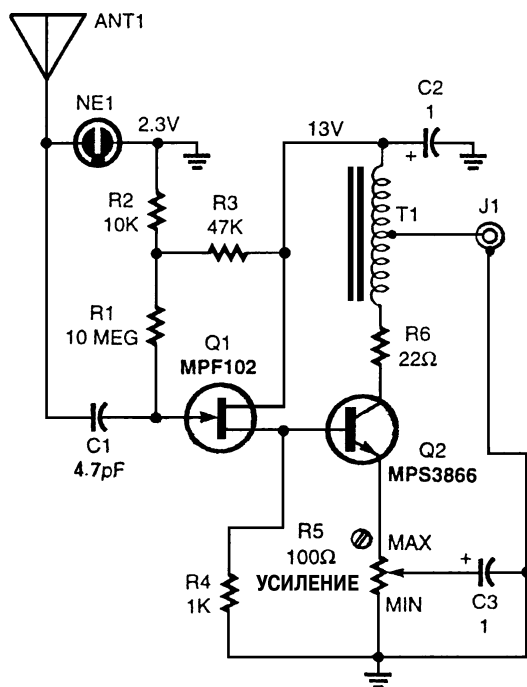 ANT1
NE1
2.3V
13V
C2
1
+
R2
10K
R3
47K
T1
J1
R1
10 MEG
Q1
MPF102
R6
22Ω
C1
4.7pF
Q2
MPS3866
R5
100Ω
УСИЛЕНИЕ
MAX
MIN
+
C3
1
R4
1K